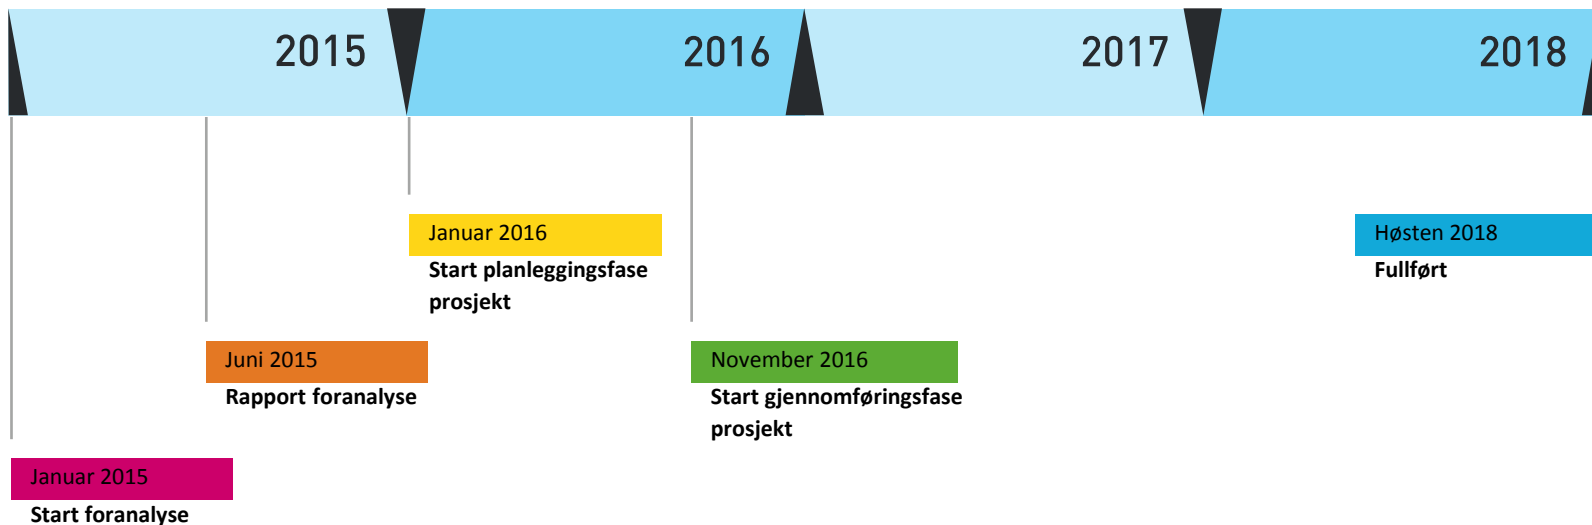 2015
2016
2017
2018
Januar 2016
Start planleggingsfase
prosjekt
Høsten 2018
Fullført
Juni 2015
Rapport foranalyse
November 2016
Start gjennomføringsfase
prosjekt
Januar 2015
Start foranalyse